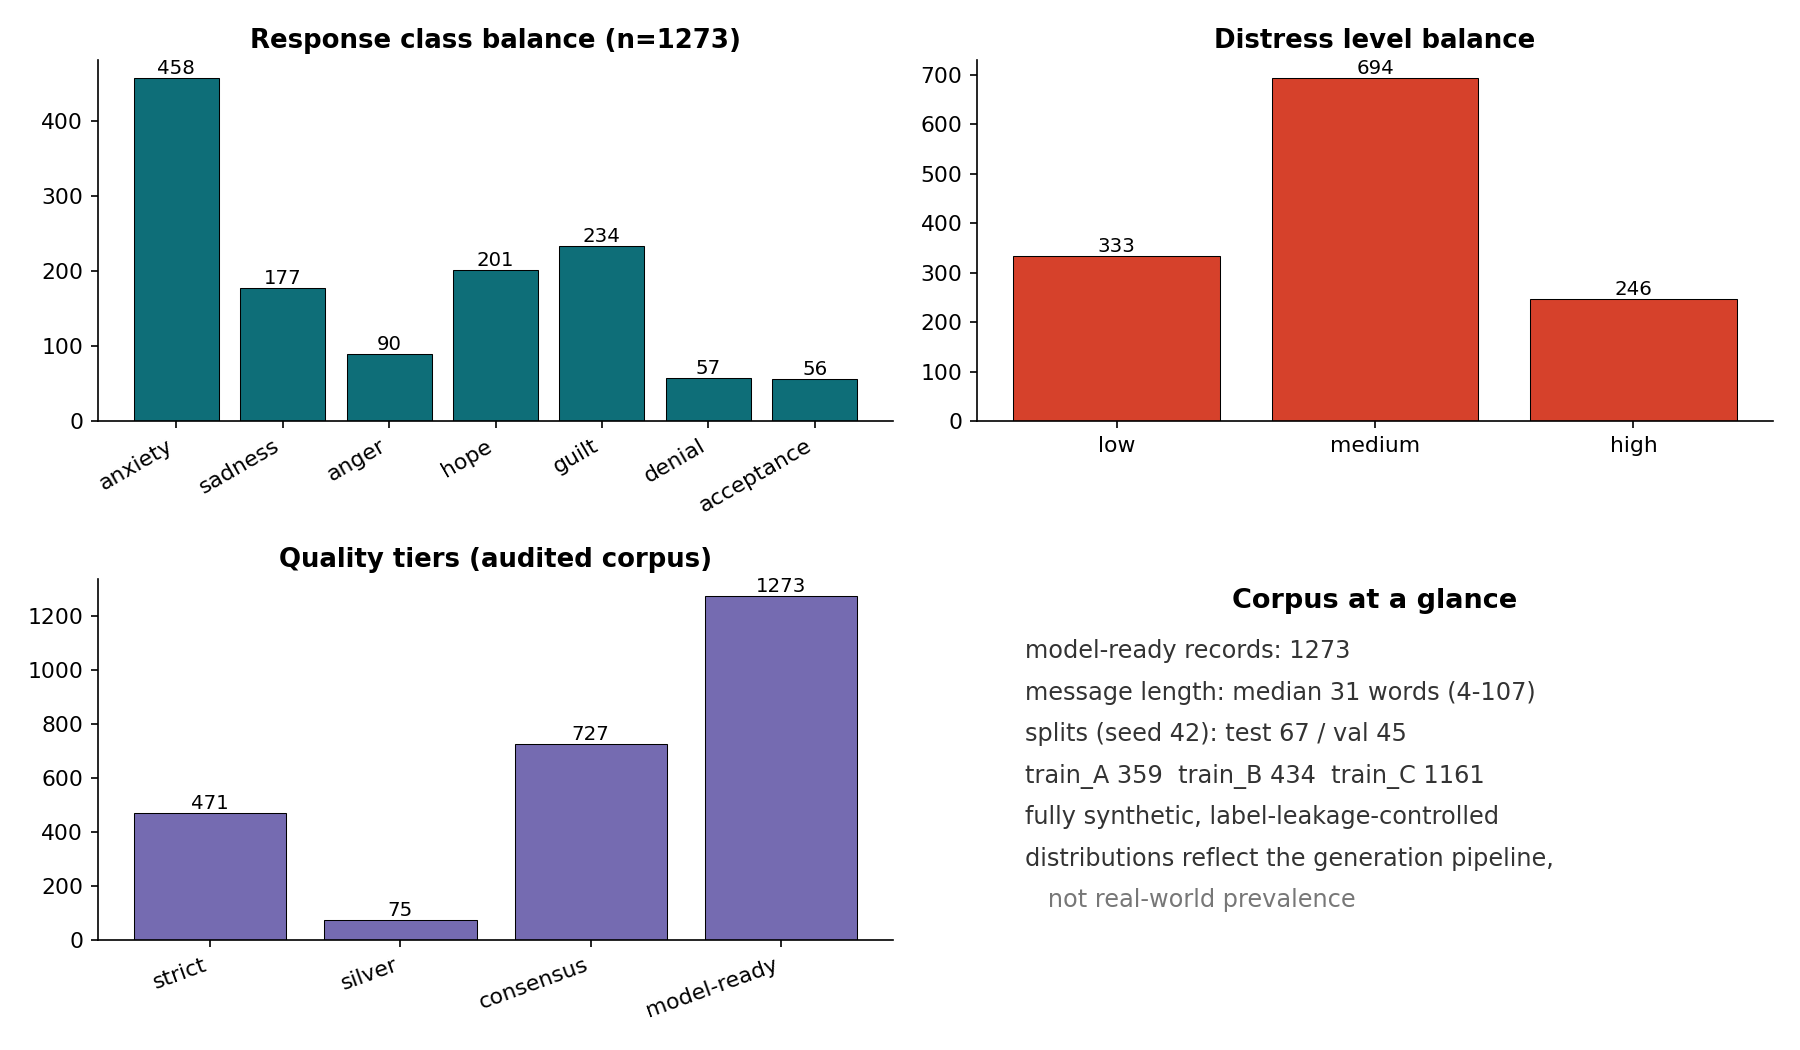 Response class balance (n=1273)
458
177
90
201
234
57
56
400
300
200
100
0
anxiety
sadness
anger
hope
guilt
denial
acceptance
Distress level balance
333
694
246
700
600
500
400
300
200
100
0
low
medium
high
Quality tiers (audited corpus)
471
75
727
1273
1200
1000
800
600
400
200
0
strict
silver
consensus
model-ready
Corpus at a glance
model-ready records: 1273
message length: median 31 words (4-107)
splits (seed 42): test 67 / val 45
train_A 359  train_B 434  train_C 1161
fully synthetic, label-leakage-controlled
distributions reflect the generation pipeline,
not real-world prevalence